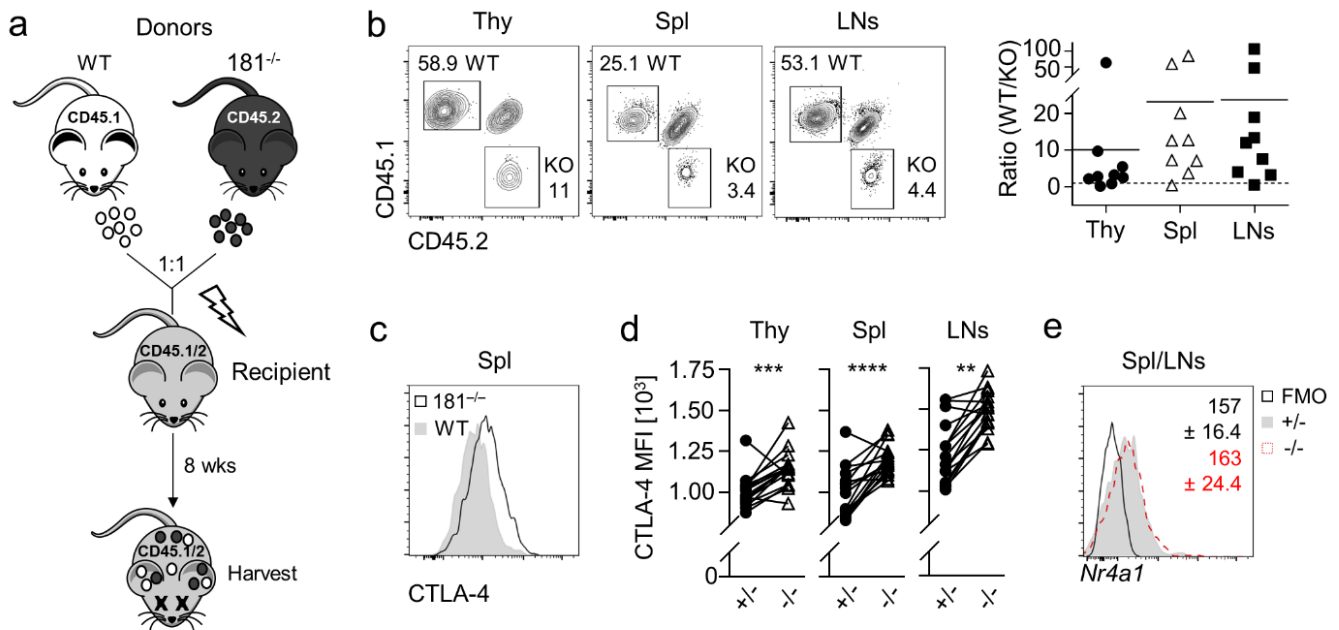 a
Donors
WT
181-/-
CD45.1
CD45.2
1:1
CD45.1/2
Recipient
8 wks
CD45.1/2
Harvest
X X
b
Thy
Spl
LNs
58.9 WT
25.1 WT
53.1 WT
KO
11
KO
3.4
KO
4.4
CD45.1
CD45.2
Ratio (WT/KO)
100
50
20
10
0
Thy
Spl
LNs
c
Spl
181-/-
WT
CTLA-4
d
Thy
Spl
LNs
***
****
**
CTLA-4 MFI [10³]
1.75
1.50
1.25
1.00
0
+/-
-/-
+/-
-/-
+/-
-/-
e
Spl/LNs
157
± 16.4
163
± 24.4
FMO
+/-
-/-
Nr4a1